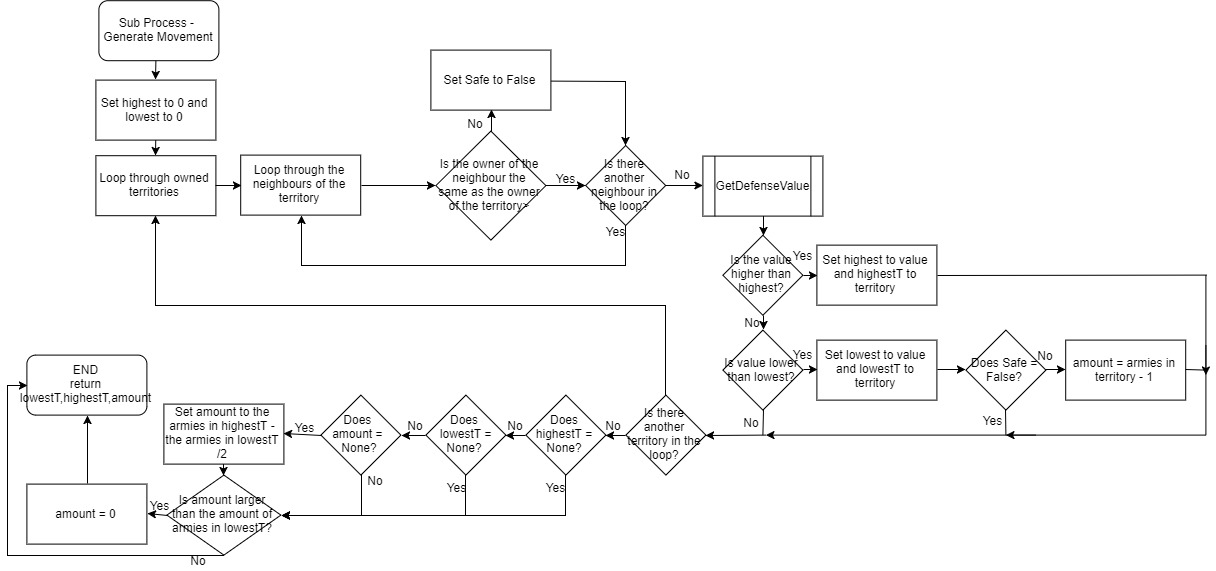 Sub Process -
Generate Movement
Set highest to 0 and
lowest to 0
Loop through owned
territories
Loop through the
neighbours of the
territory
Set Safe to False
No
Is the owner of the
neighbour the
same as the owner
of the territory>
Yes
Is there
another
neighbour in
the loop?
No
Yes
GetDefenseValue
Is the value
higher than
highest?
Yes
Set highest to value
and highestT to
territory
No
Is value lower
than lowest?
Yes
Set lowest to value
and lowestT to
territory
Does Safe =
False?
No
amount = armies in
territory - 1
Yes
No
Is there
another
territory in the
loop?
No
Does
highestT =
None?
No
Yes
Does
lowestT =
None?
No
Yes
Does
amount =
None?
Yes
No
Set amount to the
armies in highestT -
the armies in lowestT
/2
Is amount larger
than the amount of
armies in lowestT?
Yes
No
amount = 0
END
return
lowestT,highestT,amount